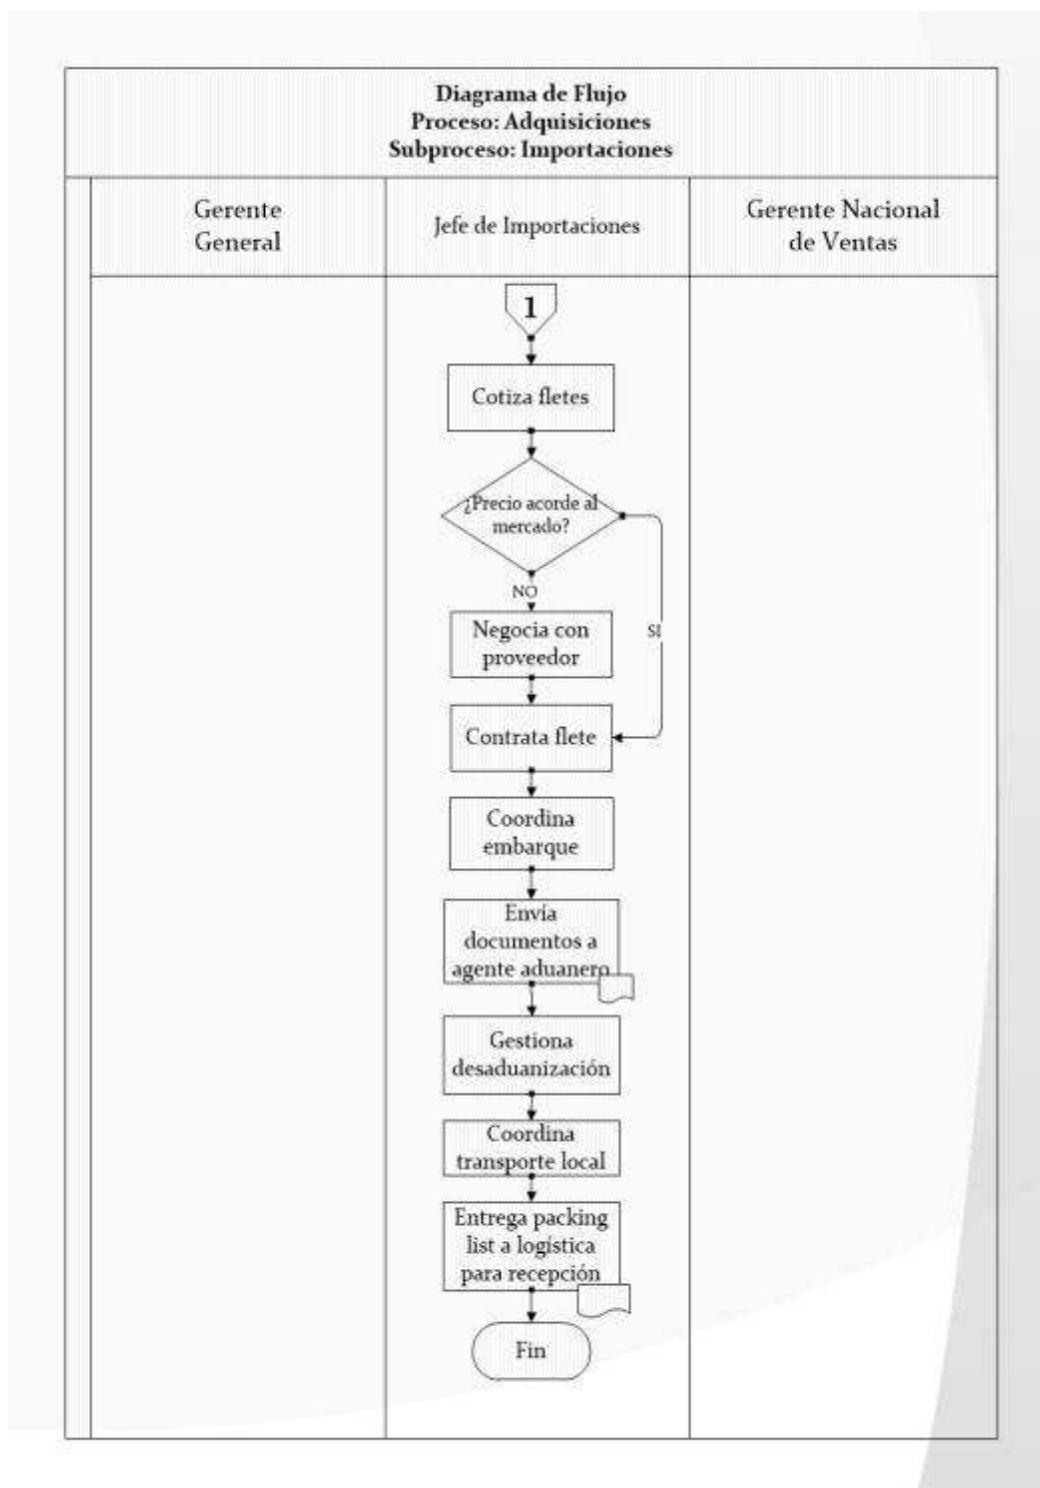 Diagrama de Flujo
Proceso: Adquisiciones
Subproceso: Importaciones
Gerente
General
Jefe de Importaciones
Gerente Nacional
de Ventas
1
Cotiza fletes
¿Precio acorde al
mercado?
NO
Negocia con
proveedor
SI
Contrata flete
Coordina
embarque
Envía
documentos a
agente aduanero
Gestiona
desaduanización
Coordina
transporte local
Entrega packing
list a logística
para recepción
Fin